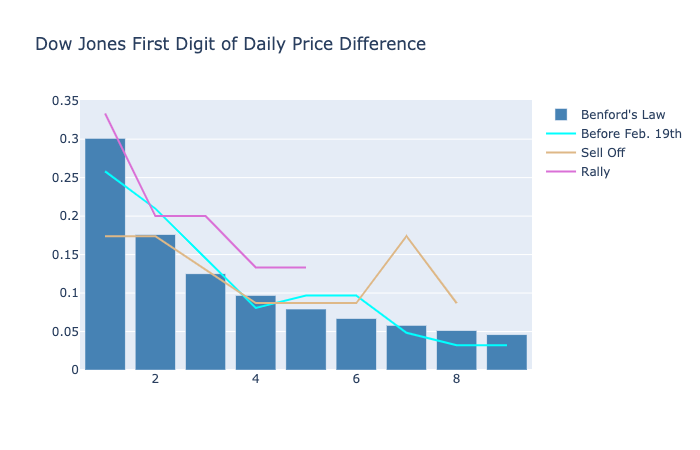 Dow Jones First Digit of Daily Price Difference
0.35
0.3
0.25
0.2
0.15
0.1
0.05
0
2
4
6
8
Benford's Law
Before Feb. 19th
Sell Off
Rally